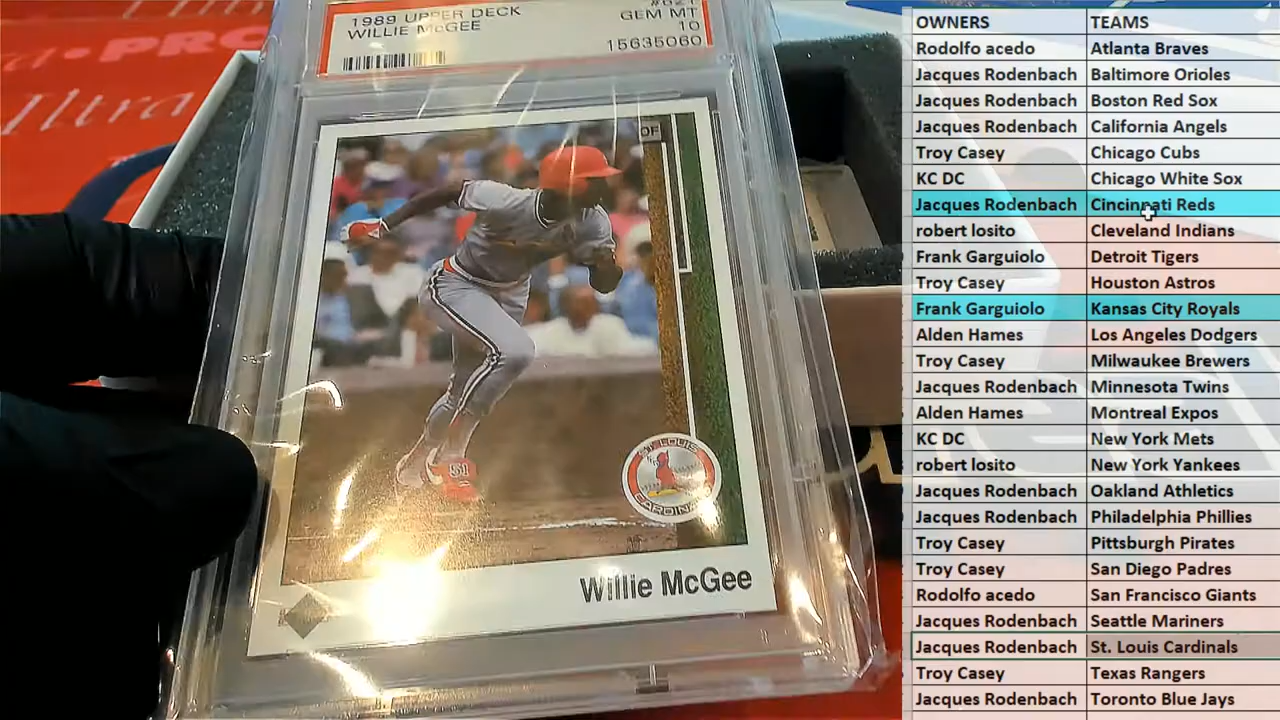 PRO
Ultra
1989 UPPER DECK
WILLIE McGEE
GEM MT
10
15635060
OF
51
ST. LOUIS
CARDINALS
Willie McGee
OWNERS TEAMS
Rodolfo acedo Atlanta Braves
Jacques Rodenbach Baltimore Orioles
Jacques Rodenbach Boston Red Sox
Jacques Rodenbach California Angels
Troy Casey Chicago Cubs
KC DC Chicago White Sox
Jacques Rodenbach Cincinnati Reds
robert losito Cleveland Indians
Frank Garguiolo Detroit Tigers
Troy Casey Houston Astros
Frank Garguiolo Kansas City Royals
Alden Hames Los Angeles Dodgers
Troy Casey Milwaukee Brewers
Jacques Rodenbach Minnesota Twins
Alden Hames Montreal Expos
KC DC New York Mets
robert losito New York Yankees
Jacques Rodenbach Oakland Athletics
Jacques Rodenbach Philadelphia Phillies
Troy Casey Pittsburgh Pirates
Troy Casey San Diego Padres
Rodolfo acedo San Francisco Giants
Jacques Rodenbach Seattle Mariners
Jacques Rodenbach St. Louis Cardinals
Troy Casey Texas Rangers
Jacques Rodenbach Toronto Blue Jays